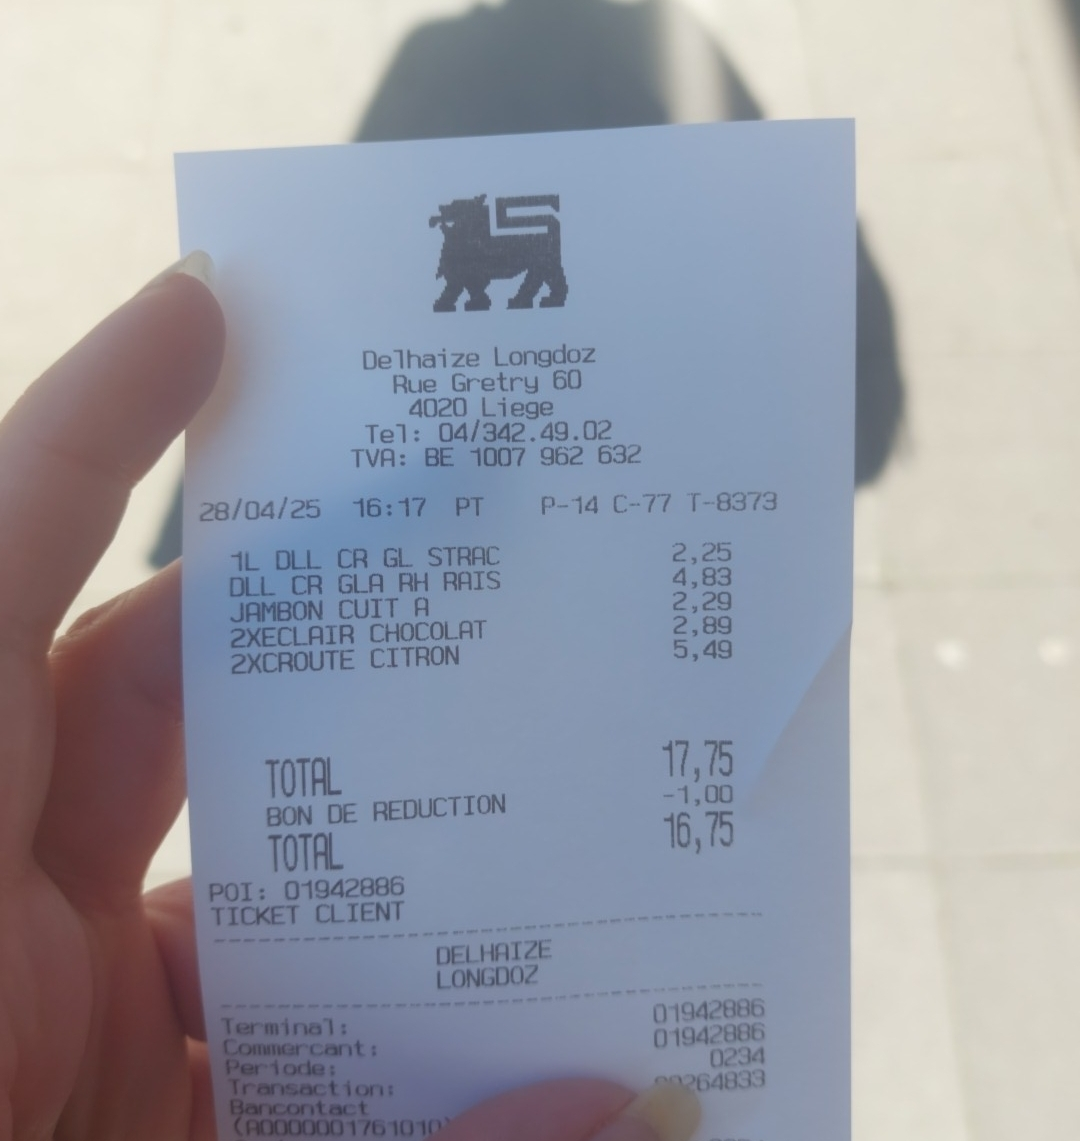 Delhaize Longdoz
Rue Gretry 60
4020 Liege
Tel: 04/342.49.02
TVA: BE 1007 962 632
28/04/25 16:17 PT P-14 C-77 T-8373
1L DLL CR GL STRAC 2,25
DLL CR GLA RH RAIS 4,83
JAMBON CUIT A 2,29
2XECLAIR CHOCOLAT 2,89
2XCROUTE CITRON 5,49
TOTAL 17,75
BON DE REDUCTION -1,00
TOTAL 16,75
POI: 01942886
TICKET CLIENT
DELHAIZE
LONGDOZ
Terminal: 01942886
Commercant: 01942886
Periode: 0234
Transaction:
Bancontact
(A0000001761010)